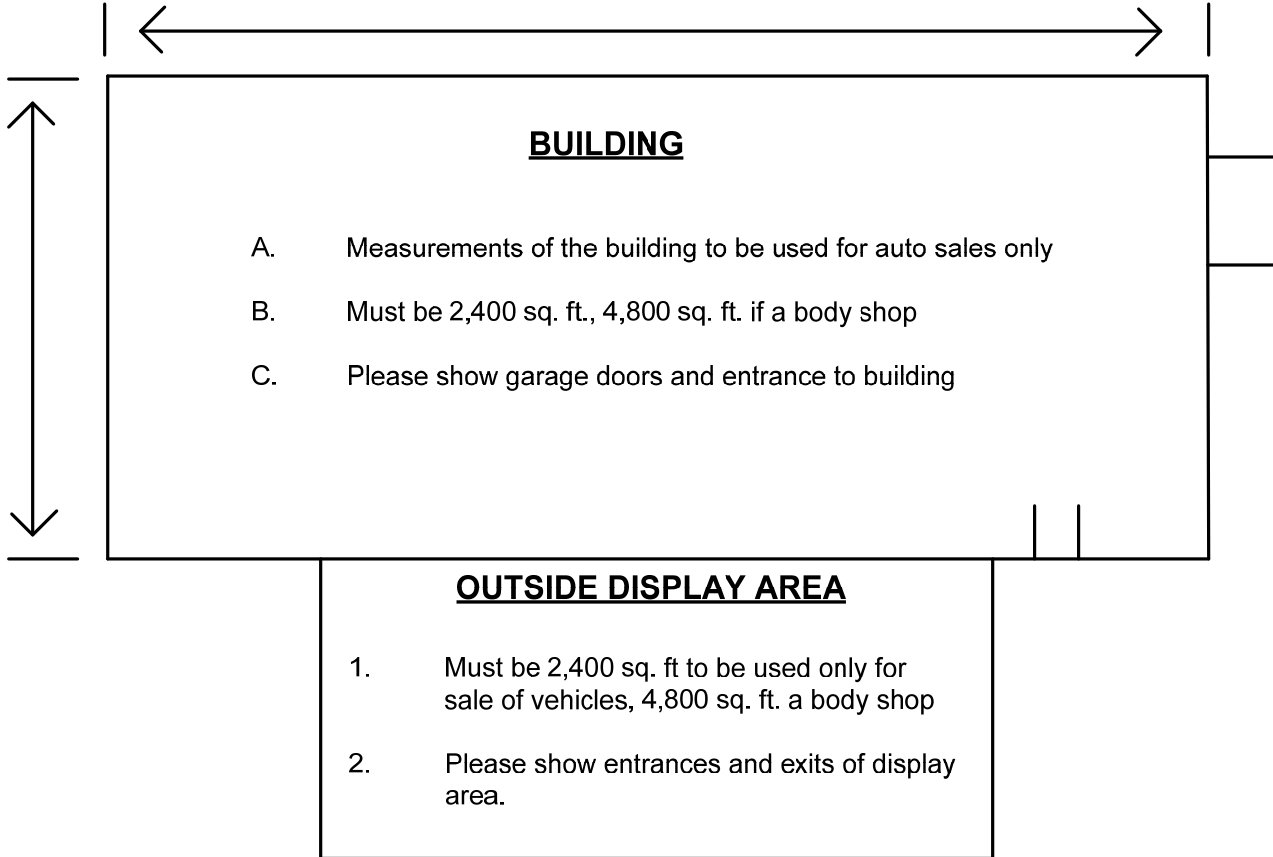 BUILDING
A. Measurements of the building to be used for auto sales only
B. Must be 2,400 sq. ft., 4,800 sq. ft. if a body shop
C. Please show garage doors and entrance to building
OUTSIDE DISPLAY AREA
1. Must be 2,400 sq. ft to be used only for
sale of vehicles, 4,800 sq. ft. a body shop
2. Please show entrances and exits of display
area.